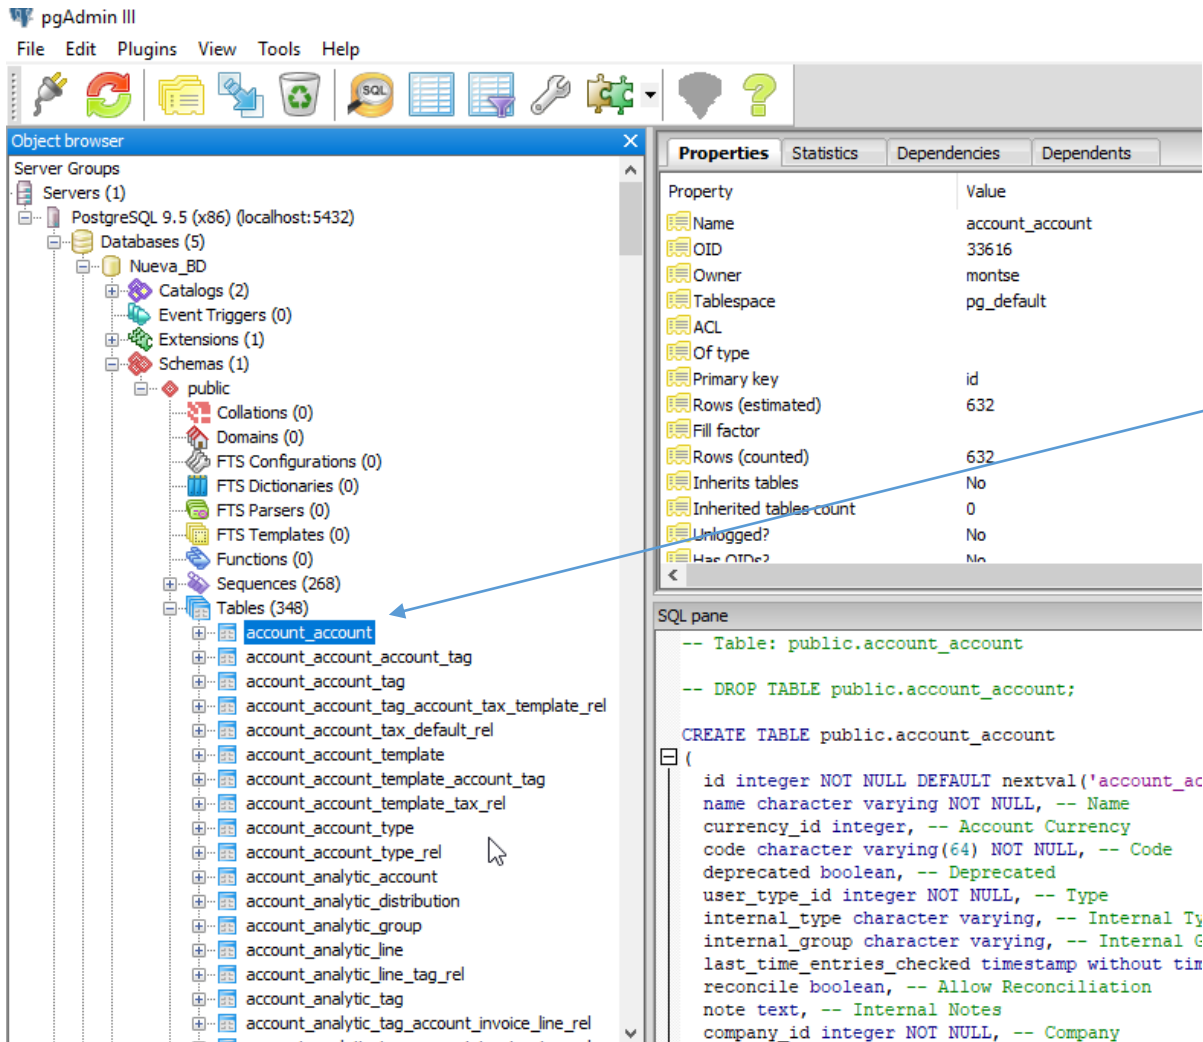 pgAdmin III
File Edit Plugins View Tools Help
SQL
Object browser
Server Groups
Servers (1)
PostgreSQL 9.5 (x86) (localhost:5432)
Databases (5)
Nueva_BD
Catalogs (2)
Event Triggers (0)
Extensions (1)
Schemas (1)
public
Collations (0)
Domains (0)
FTS Configurations (0)
FTS Dictionaries (0)
FTS Parsers (0)
FTS Templates (0)
Functions (0)
Sequences (268)
Tables (348)
account_account
account_account_account_tag
account_account_tag
account_account_tag_account_tax_template_rel
account_account_tax_default_rel
account_account_template
account_account_template_account_tag
account_account_template_tax_rel
account_account_type
account_account_type_rel
account_analytic_account
account_analytic_distribution
account_analytic_group
account_analytic_line
account_analytic_line_tag_rel
account_analytic_tag
account_analytic_tag_account_invoice_line_rel
Properties Statistics Dependencies Dependents
Property Value
Name account_account
OID 33616
Owner montse
Tablespace pg_default
ACL
Of type
Primary key id
Rows (estimated) 632
Fill factor
Rows (counted) 632
Inherits tables No
Inherited tables count 0
Unlogged? No
Has OIDs? No
SQL pane
-- Table: public.account_account
-- DROP TABLE public.account_account;
CREATE TABLE public.account_account
(
id integer NOT NULL DEFAULT nextval('account_ac
name character varying NOT NULL, -- Name
currency_id integer, -- Account Currency
code character varying(64) NOT NULL, -- Code
deprecated boolean, -- Deprecated
user_type_id integer NOT NULL, -- Type
internal_type character varying, -- Internal Ty
internal_group character varying, -- Internal G
last_time_entries_checked timestamp without tim
reconcile boolean, -- Allow Reconciliation
note text, -- Internal Notes
company_id integer NOT NULL, -- Company